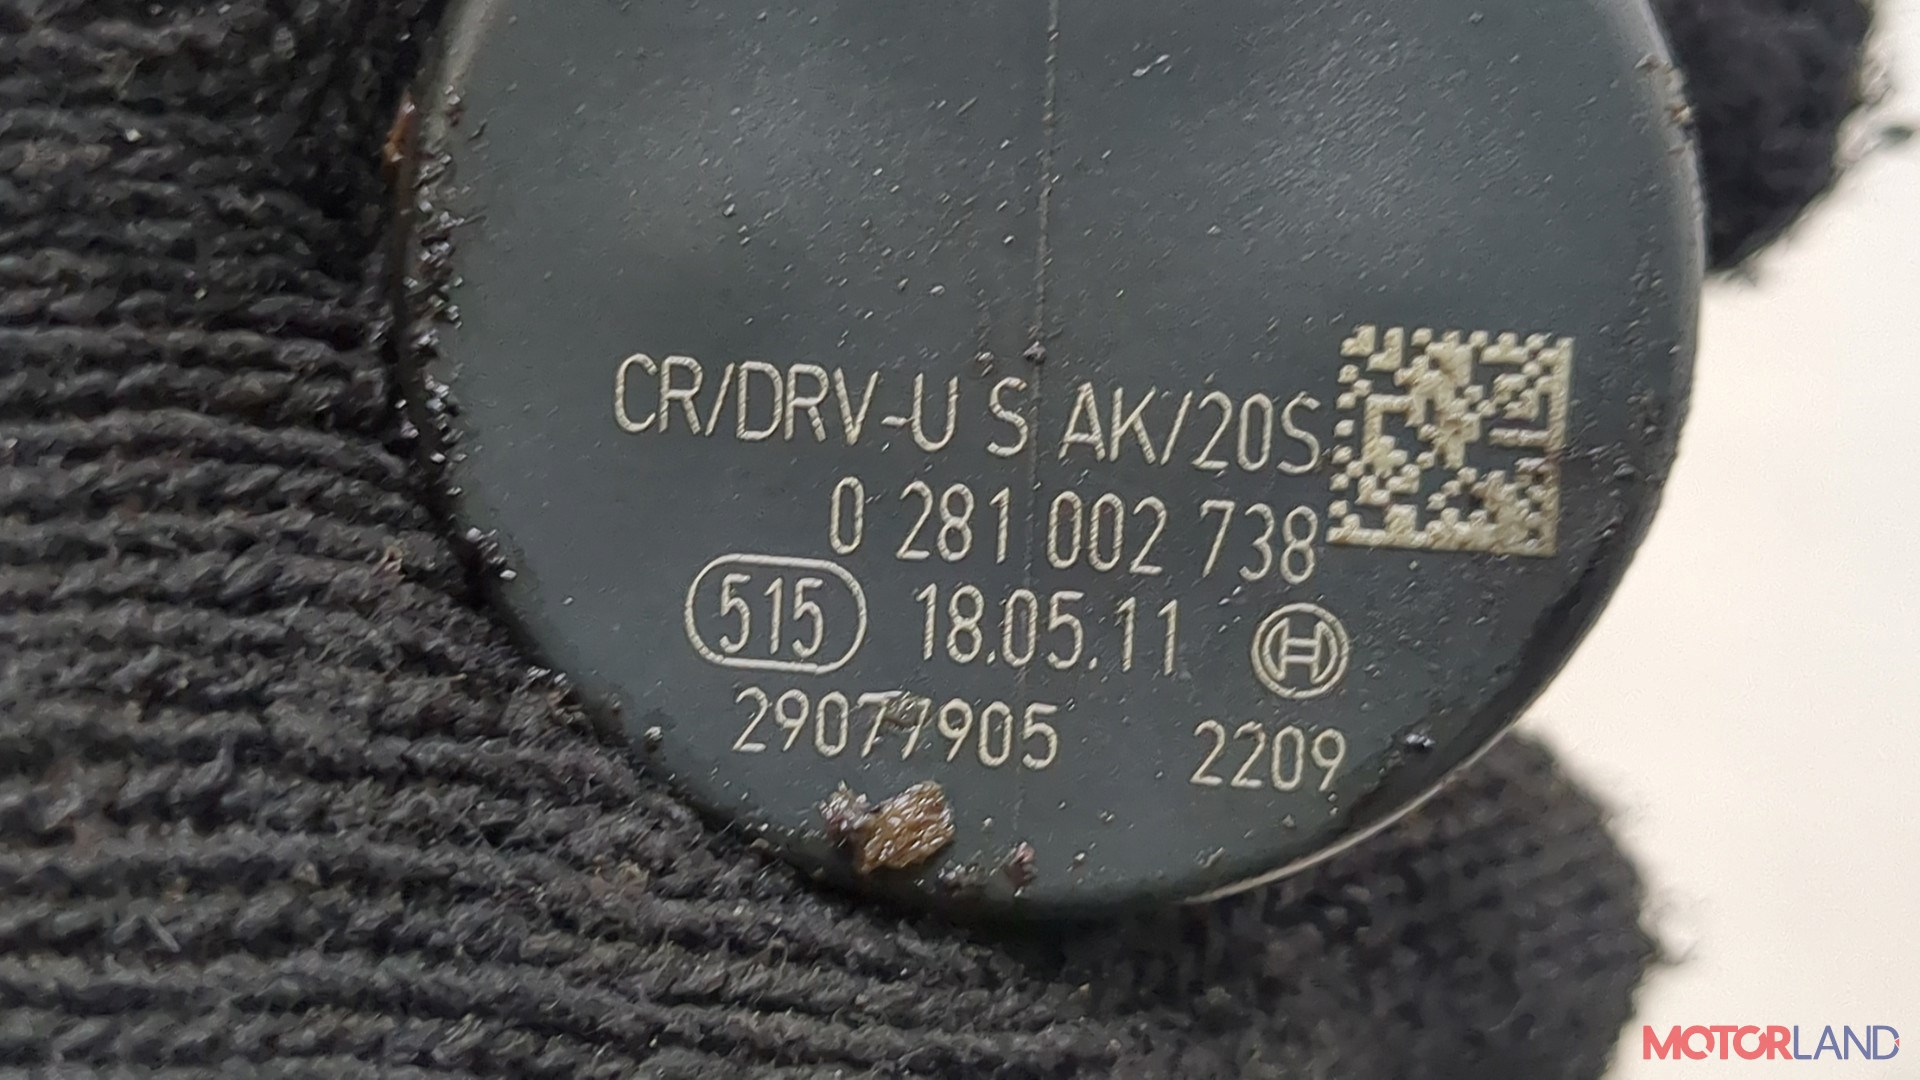 CR/DRV-U S AK/20S
0 281 002 738
515 18.05.11
29077905 2209
MOTORLAND